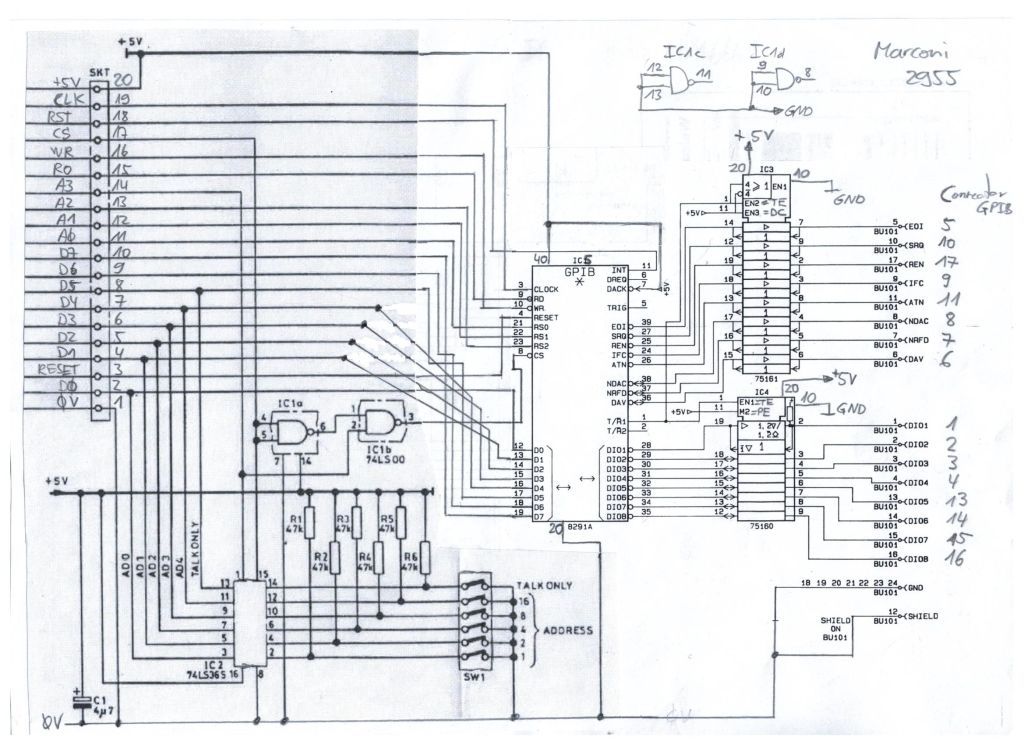 Marconi
2955
IC1c
12
13
11
IC1d
9
10
8
GND
+5V
SKT
+5V 20
CLK 19
RST 18
CS 17
WR 16
RD 15
A3 14
A2 13
A1 12
A0 11
D7 10
D6 9
D5 8
D4 7
D3 6
D2 5
D1 4
RESET 3
D0 2
0V 1
+5V
20
IC3
10
GND
4 ≥1 EN1
4
1 EN2=TE
+5V 11 EN3=DC
14 7
12 9
19 2
18 3
13 8
17 4
16 5
15 6
75161
Connector
GPIB
5 BU101 (EOI 5
10 BU101 (SRQ 10
17 BU101 (REN 17
9 BU101 (IFC 9
11 BU101 (ATN 11
8 BU101 (NDAC 8
7 BU101 (NRFD 7
6 BU101 (DAV 6
40
IC5
GPIB
*
INT 11
DREQ 6
DACK 7
+5V
TRIG 5
3 CLOCK
9 RD
10 WR
4 RESET
21 RS0
22 RS1
23 RS2
8 CS
EOI 39
SRQ 27
REN 25
IFC 24
ATN 26
NDAC 38
NRFD 37
DAV 36
T/R1 1
T/R2 2
12 D0
13 D1
14 D2
15 D3
16 D4
17 D5
18 D6
19 D7
DIO1 28
DIO2 29
DIO3 30
DIO4 31
DIO5 32
DIO6 33
DIO7 34
DIO8 35
20
8291A
IC4
20
+5V
10
GND
1 EN1=TE
+5V 11 M2=PE
19 1,2∇/ 2
1,2Ω
1∇ 1
18 3
17 4
16 5
15 6
14 7
13 8
12 9
75160
1 BU101 (DIO1 1
2 BU101 (DIO2 2
3 BU101 (DIO3 3
4 BU101 (DIO4 4
13 BU101 (DIO5 13
14 BU101 (DIO6 14
15 BU101 (DIO7 15
16 BU101 (DIO8 16
18 19 20 21 22 23 24 BU101 (GND
12 BU101 (SHIELD
SHIELD
ON
BU101
IC1a
4
5
6
7 14
1
2
3
IC1b
74LS00
+5V
R1
47k
R3
47k
R5
47k
R2
47k
R4
47k
R6
47k
AD0
AD1
AD2
AD3
AD4
TALKONLY
1 15
13 14
11 12
9 10
7 6
5 4
3 2
IC2
74LS365
16 8
TALKONLY
16
8
4
2
1
ADDRESS
SW1
+
C1
4µ7
0V
0V